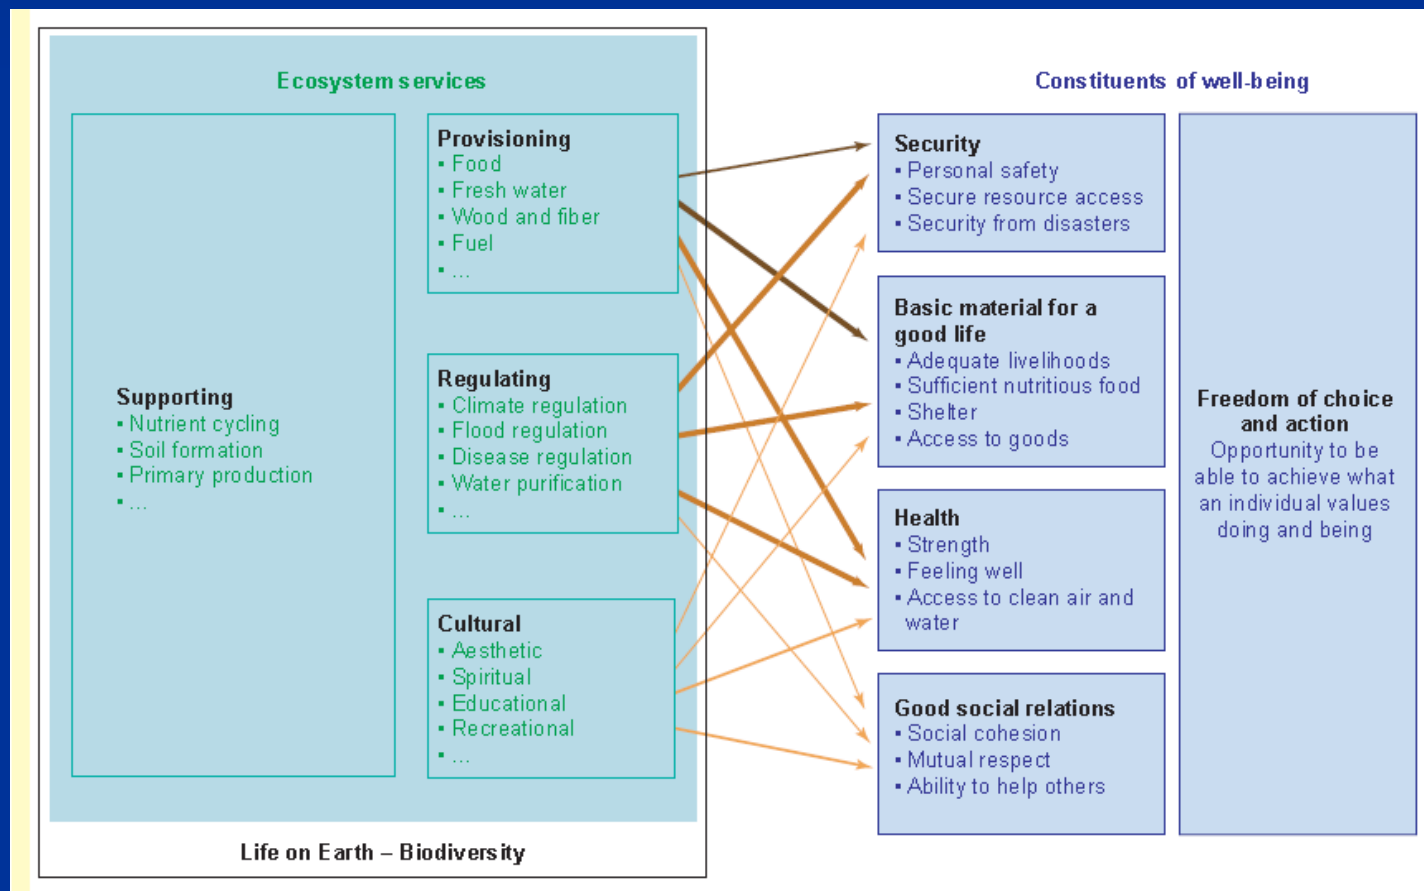 Ecosystem services
Supporting
▪ Nutrient cycling
▪ Soil formation
▪ Primary production
▪ ...
Provisioning
▪ Food
▪ Fresh water
▪ Wood and fiber
▪ Fuel
▪ ...
Regulating
▪ Climate regulation
▪ Flood regulation
▪ Disease regulation
▪ Water purification
▪ ...
Cultural
▪ Aesthetic
▪ Spiritual
▪ Educational
▪ Recreational
▪ ...
Life on Earth – Biodiversity
Constituents of well-being
Security
▪ Personal safety
▪ Secure resource access
▪ Security from disasters
Basic material for a
good life
▪ Adequate livelihoods
▪ Sufficient nutritious food
▪ Shelter
▪ Access to goods
Health
▪ Strength
▪ Feeling well
▪ Access to clean air and
water
Good social relations
▪ Social cohesion
▪ Mutual respect
▪ Ability to help others
Freedom of choice
and action
Opportunity to be
able to achieve what
an individual values
doing and being